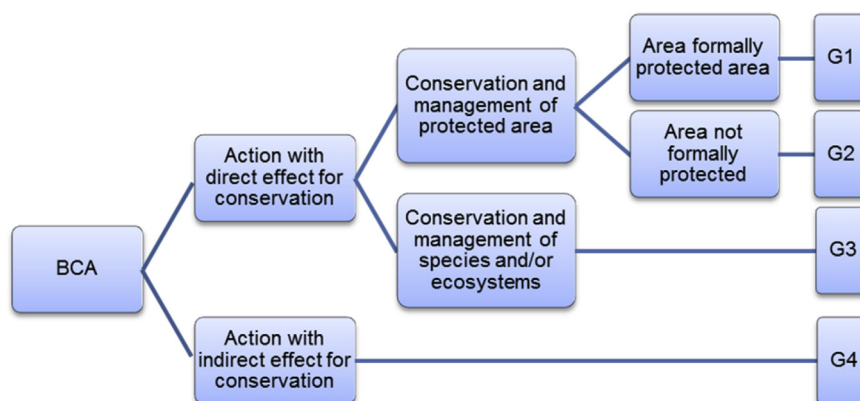 BCA
Action with
direct effect for
conservation
Action with
indirect effect for
conservation
Conservation and
management of
protected area
Conservation and
management of
species and/or
ecosystems
Area formally
protected area
Area not
formally
protected
G1
G2
G3
G4